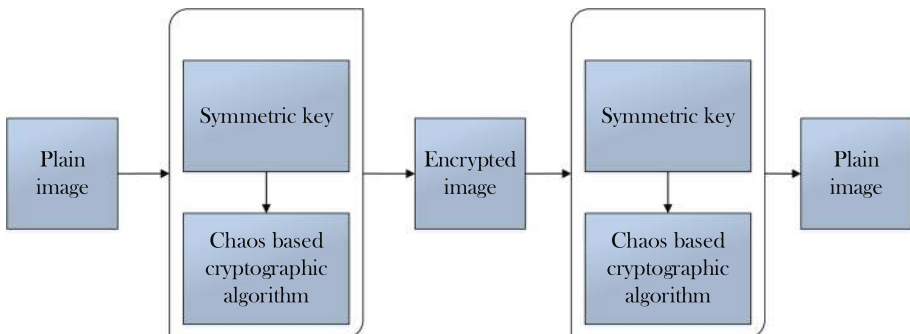 Plain
image
Symmetric key
Chaos based
cryptographic
algorithm
Encrypted
image
Symmetric key
Chaos based
cryptographic
algorithm
Plain
image